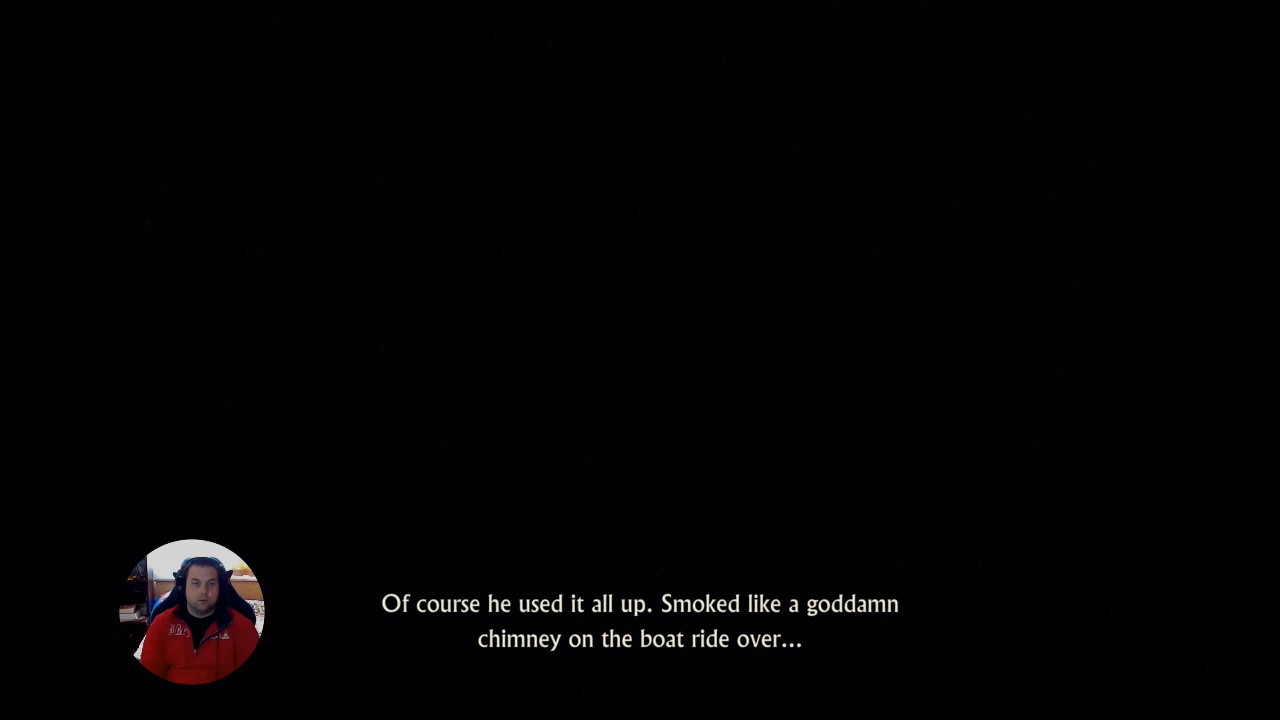 Of course he used it all up. Smoked like a goddamn
chimney on the boat ride over...